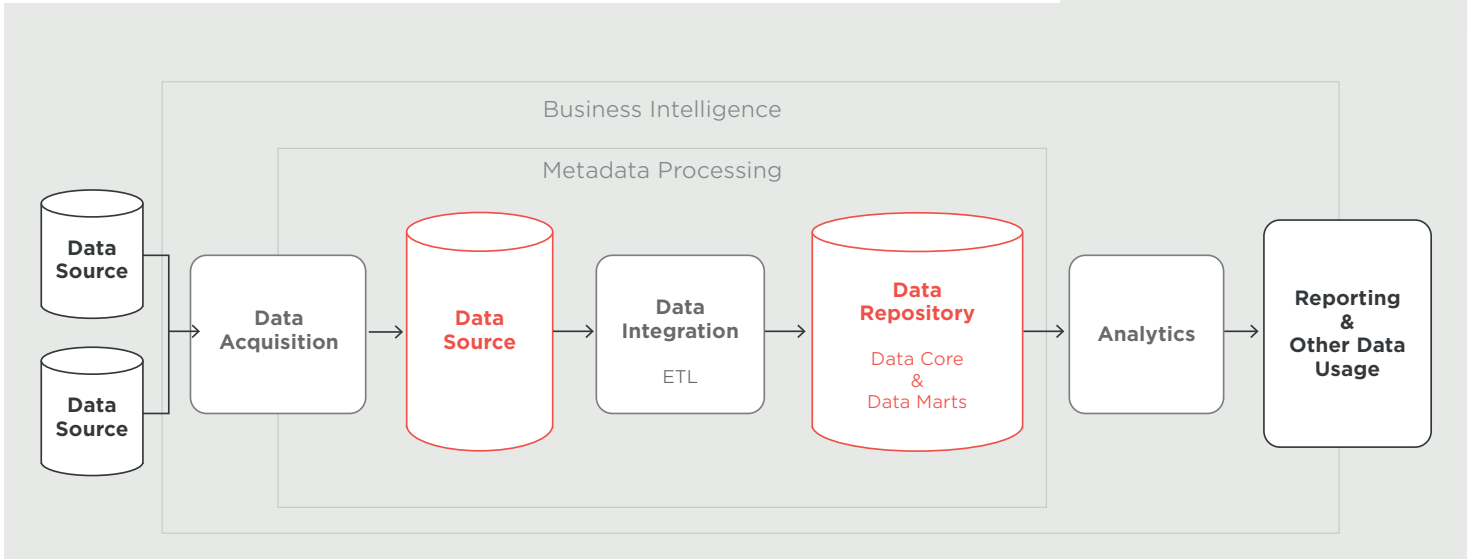 Business Intelligence
Metadata Processing
Data
Source
Data
Source
Data
Acquisition
Data
Source
Data
Integration
ETL
Data
Repository
Data Core
&
Data Marts
Analytics
Reporting
&
Other Data
Usage